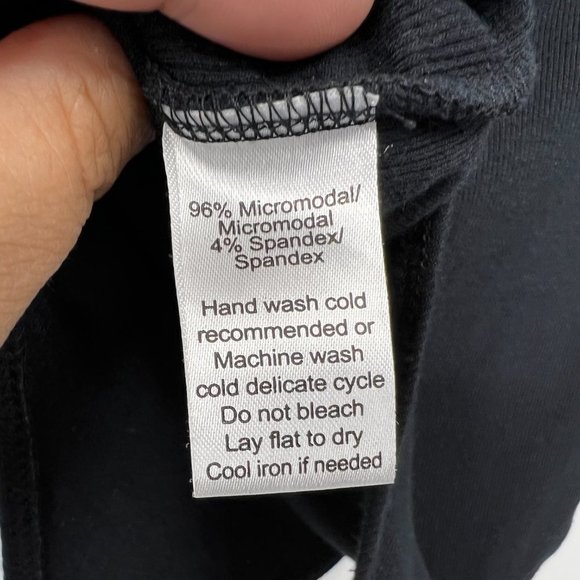 96% Micromodal/
Micromodal
4% Spandex/
Spandex
Hand wash cold
recommended or
Machine wash
cold delicate cycle
Do not bleach
Lay flat to dry
Cool iron if needed